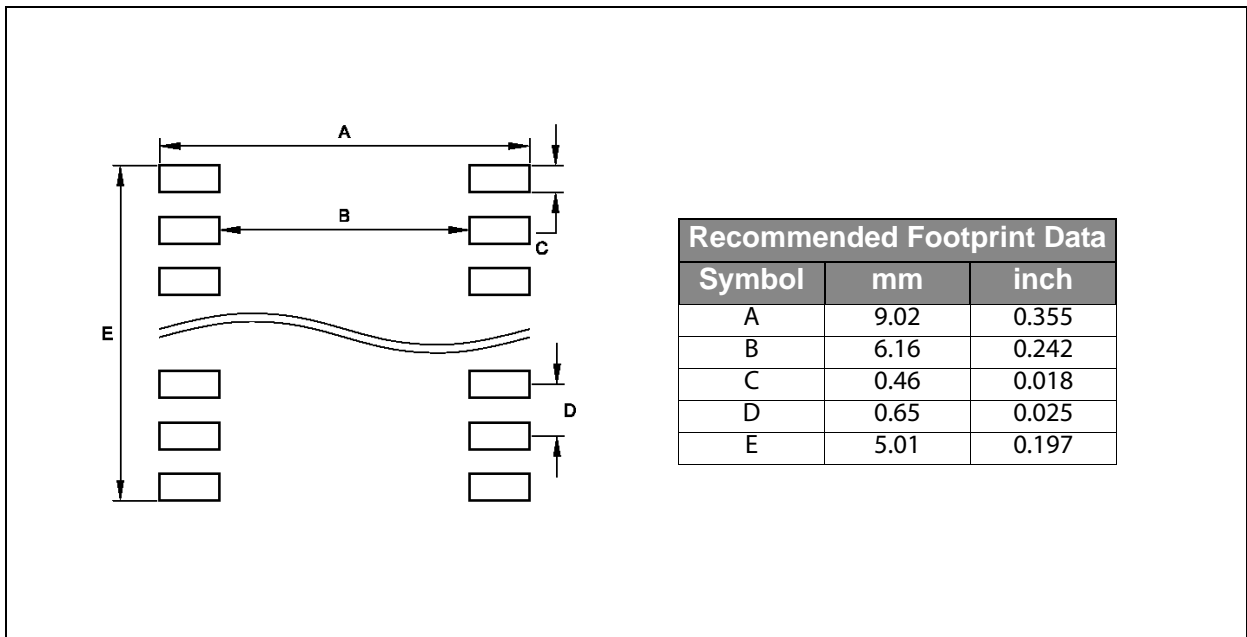 A
B
C
E
D
Recommended Footprint Data
Symbol mm inch
A 9.02 0.355
B 6.16 0.242
C 0.46 0.018
D 0.65 0.025
E 5.01 0.197